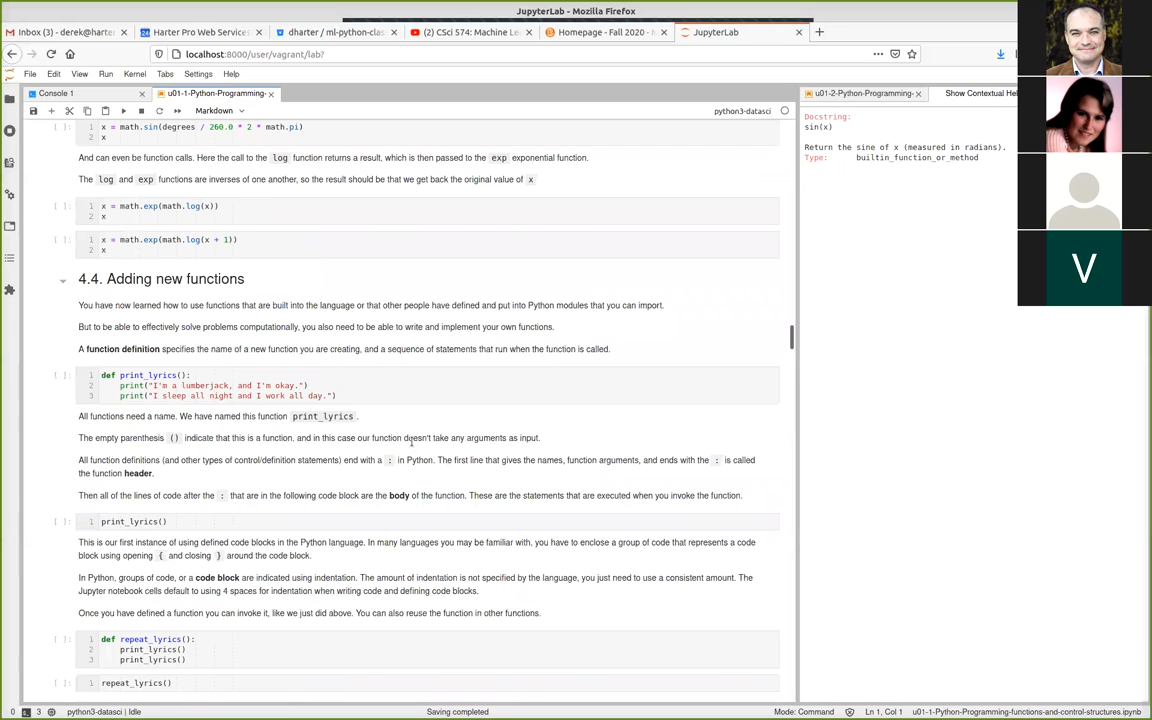 JupyterLab - Mozilla Firefox
Inbox (3) - derek@harte
Harter Pro Web Services
dharter / ml-python-clas
(2) CSci 574: Machine Le
Homepage - Fall 2020 -
JupyterLab
localhost:8000/user/vagrant/lab?
File Edit View Run Kernel Tabs Settings Help
Console 1
u01-1-Python-Programming-
u01-2-Python-Programming-
Show Contextual Hel
Markdown
python3-datasci
Docstring:
sin(x)
Return the sine of x (measured in radians).
Type: builtin_function_or_method
[ ]: 1 x = math.sin(degrees / 260.0 * 2 * math.pi)
2 x
And can even be function calls. Here the call to the log function returns a result, which is then passed to the exp exponential function.
The log and exp functions are inverses of one another, so the result should be that we get back the original value of x
[ ]: 1 x = math.exp(math.log(x))
2 x
[ ]: 1 x = math.exp(math.log(x + 1))
2 x
4.4. Adding new functions
You have now learned how to use functions that are built into the language or that other people have defined and put into Python modules that you can import.
But to be able to effectively solve problems computationally, you also need to be able to write and implement your own functions.
A function definition specifies the name of a new function you are creating, and a sequence of statements that run when the function is called.
[ ]: 1 def print_lyrics():
2 print("I'm a lumberjack, and I'm okay.")
3 print("I sleep all night and I work all day.")
All functions need a name. We have named this function print_lyrics.
The empty parenthesis () indicate that this is a function, and in this case our function doesn't take any arguments as input.
All function definitions (and other types of control/definition statements) end with a : in Python. The first line that gives the names, function arguments, and ends with the : is called
the function header.
Then all of the lines of code after the : that are in the following code block are the body of the function. These are the statements that are executed when you invoke the function.
[ ]: 1 print_lyrics()
This is our first instance of using defined code blocks in the Python language. In many languages you may be familiar with, you have to enclose a group of code that represents a code
block using opening { and closing } around the code block.
In Python, groups of code, or a code block are indicated using indentation. The amount of indentation is not specified by the language, you just need to use a consistent amount. The
Jupyter notebook cells default to using 4 spaces for indentation when writing code and defining code blocks.
Once you have defined a function you can invoke it, like we just did above. You can also reuse the function in other functions.
[ ]: 1 def repeat_lyrics():
2 print_lyrics()
3 print_lyrics()
[ ]: 1 repeat_lyrics()
V
0 3 python3-datasci | Idle
Saving completed
Mode: Command
Ln 1, Col 1
u01-1-Python-Programming-functions-and-control-structures.ipynb